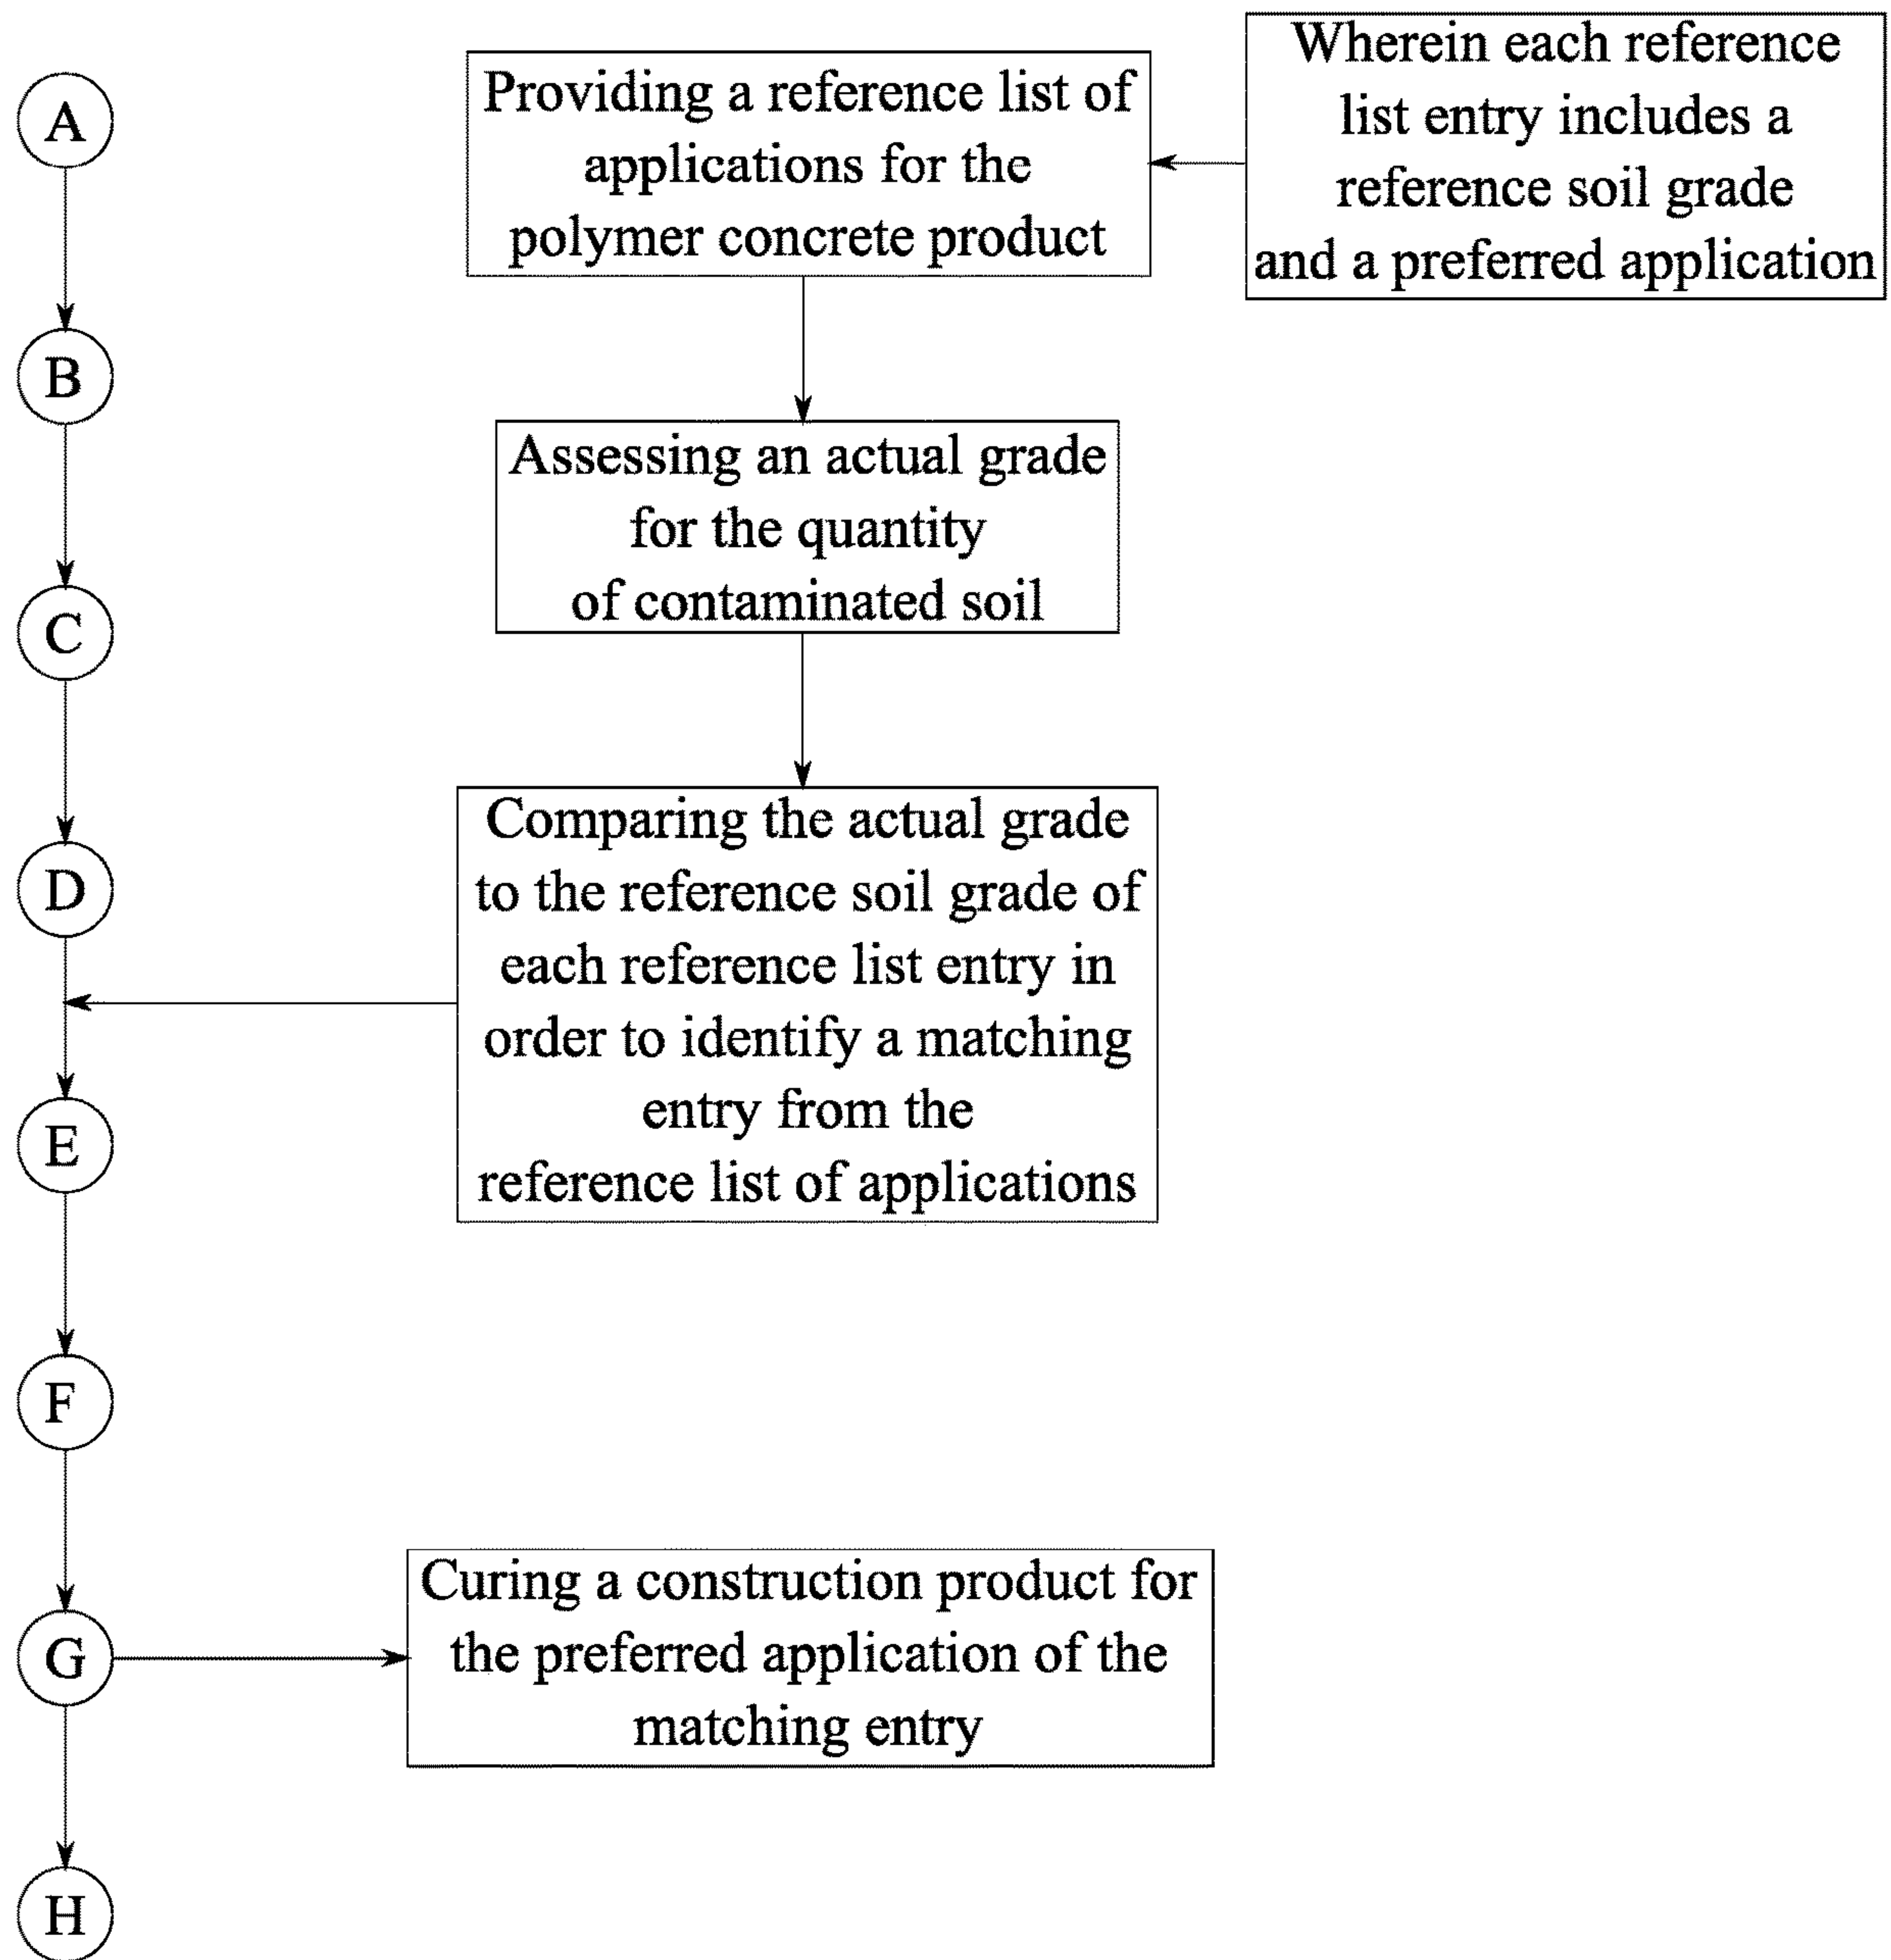 A
B
C
D
E
F
G
H
Providing a reference list of
applications for the
polymer concrete product
Wherein each reference
list entry includes a
reference soil grade
and a preferred application
Assessing an actual grade
for the quantity
of contaminated soil
Comparing the actual grade
to the reference soil grade of
each reference list entry in
order to identify a matching
entry from the
reference list of applications
Curing a construction product for
the preferred application of the
matching entry